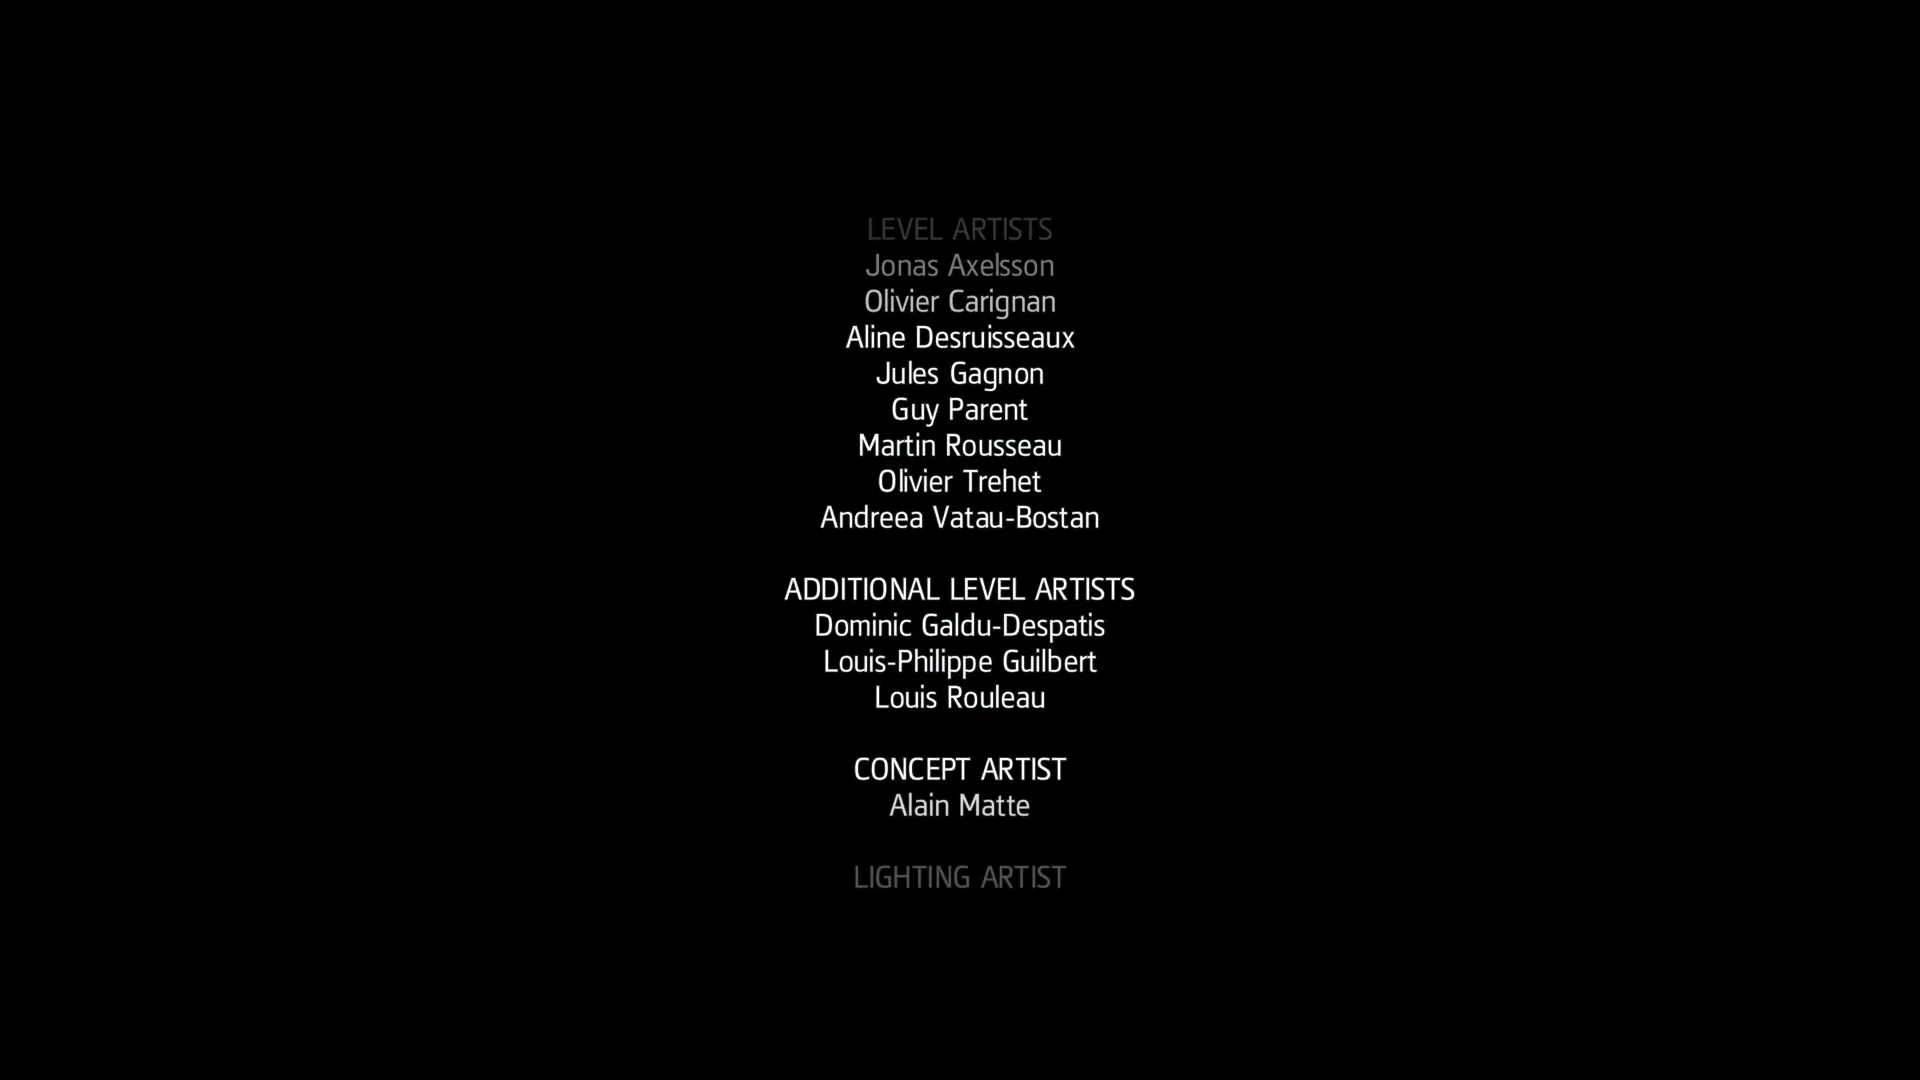 LEVEL ARTISTS
Jonas Axelsson
Olivier Carignan
Aline Desruisseaux
Jules Gagnon
Guy Parent
Martin Rousseau
Olivier Trehet
Andreea Vatau-Bostan
ADDITIONAL LEVEL ARTISTS
Dominic Galdu-Despatis
Louis-Philippe Guilbert
Louis Rouleau
CONCEPT ARTIST
Alain Matte
LIGHTING ARTIST